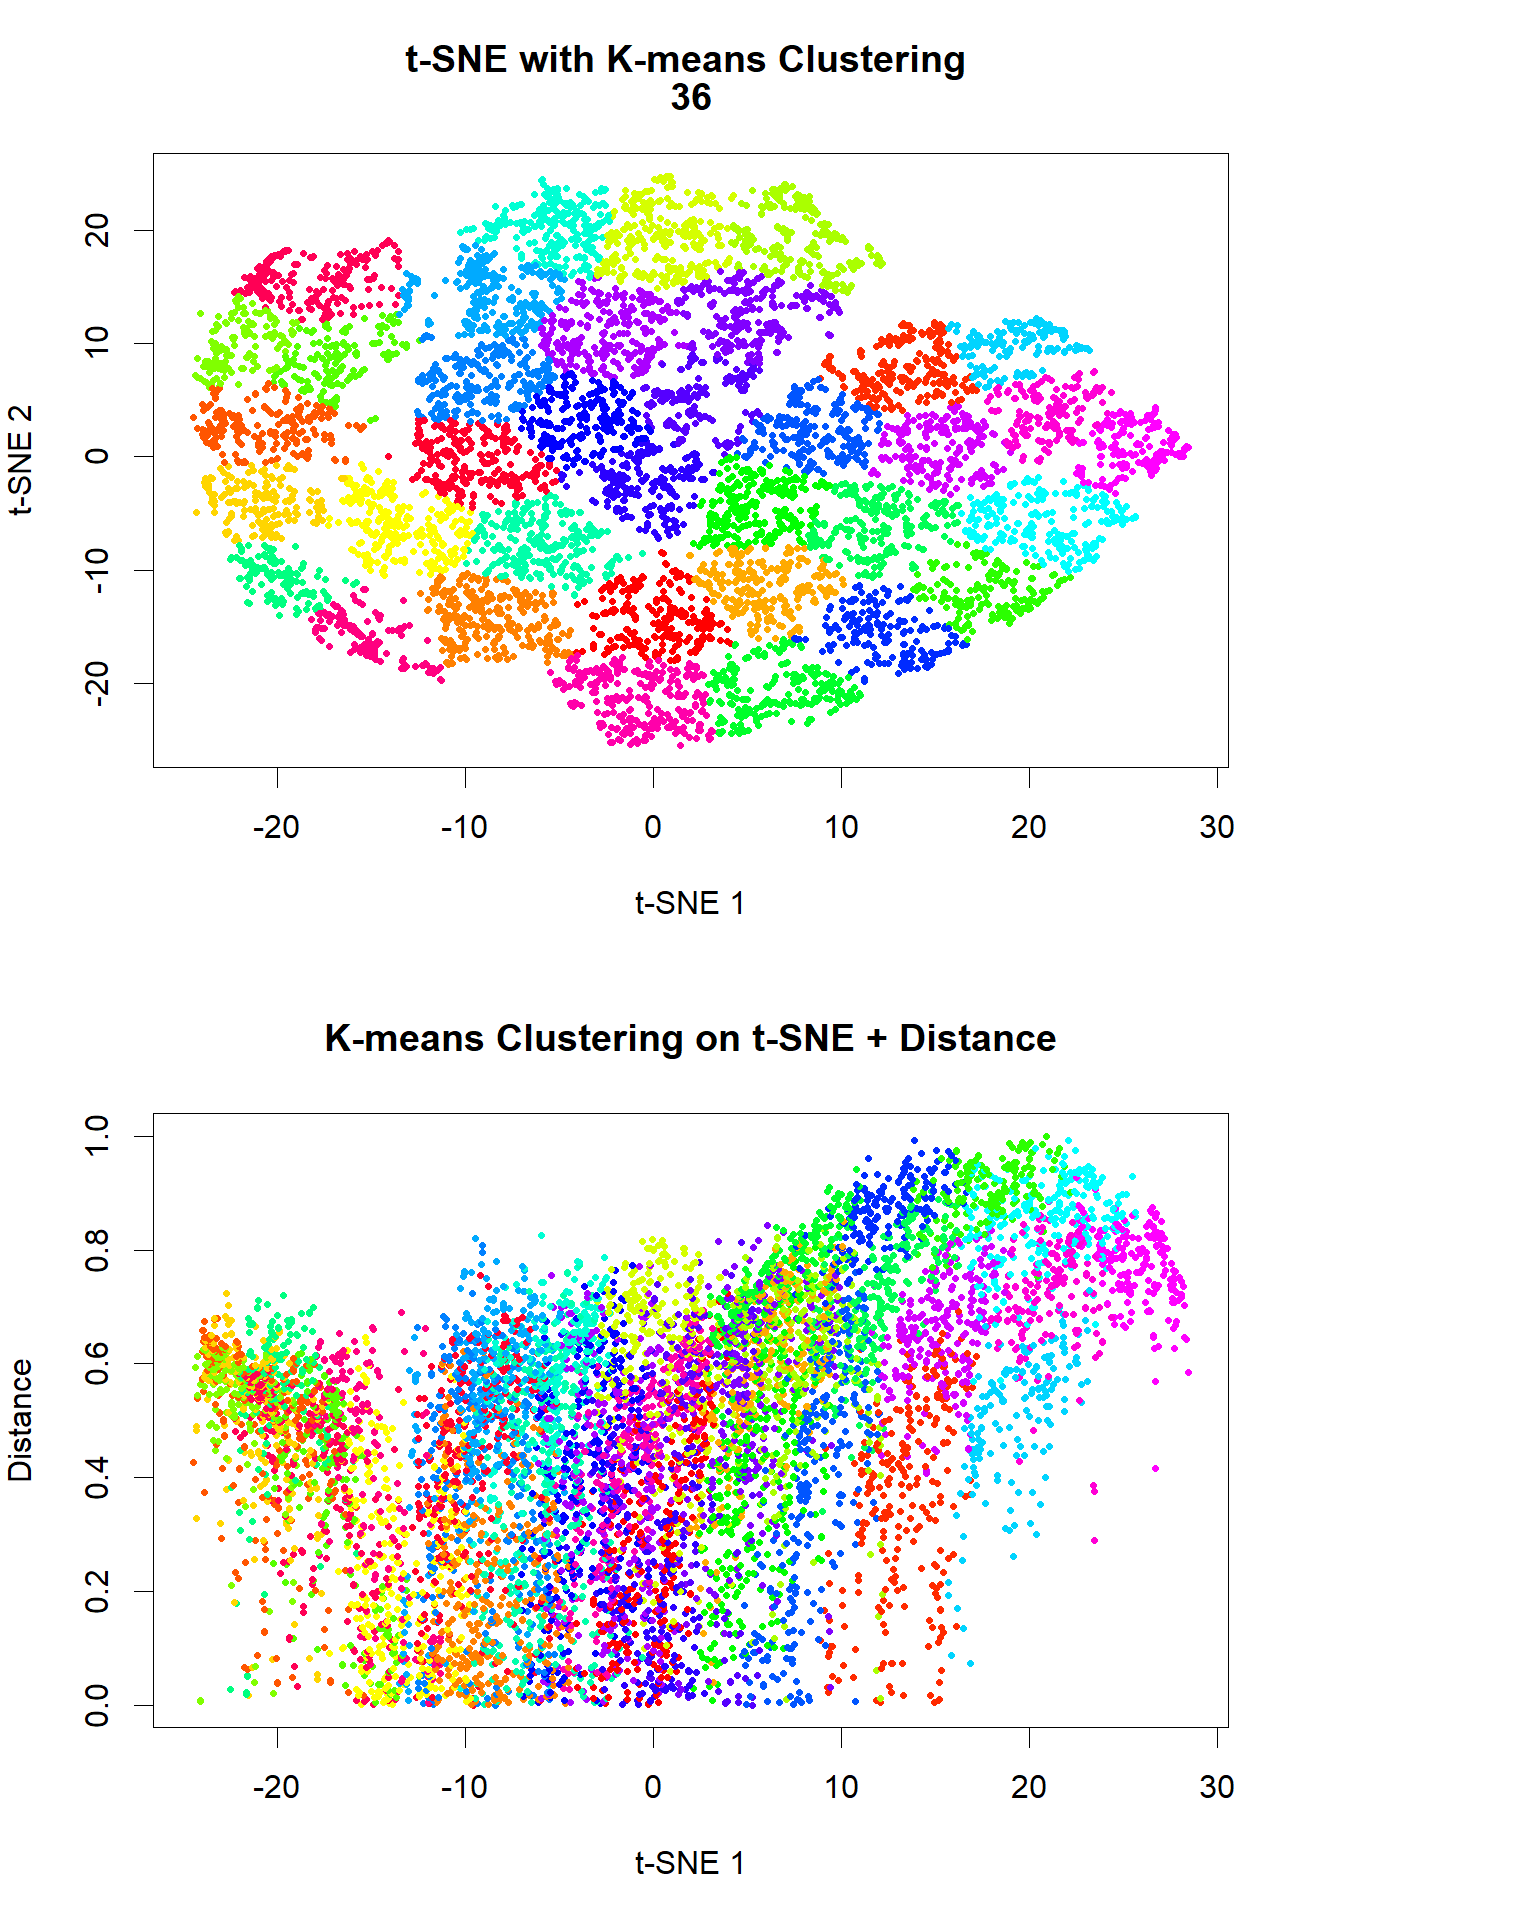 t-SNE with K-means Clustering
36
20
10
0
-10
-20
t-SNE 2
-20 -10 0 10 20 30
t-SNE 1
K-means Clustering on t-SNE + Distance
1.0
0.8
0.6
0.4
0.2
0.0
Distance
-20 -10 0 10 20 30
t-SNE 1